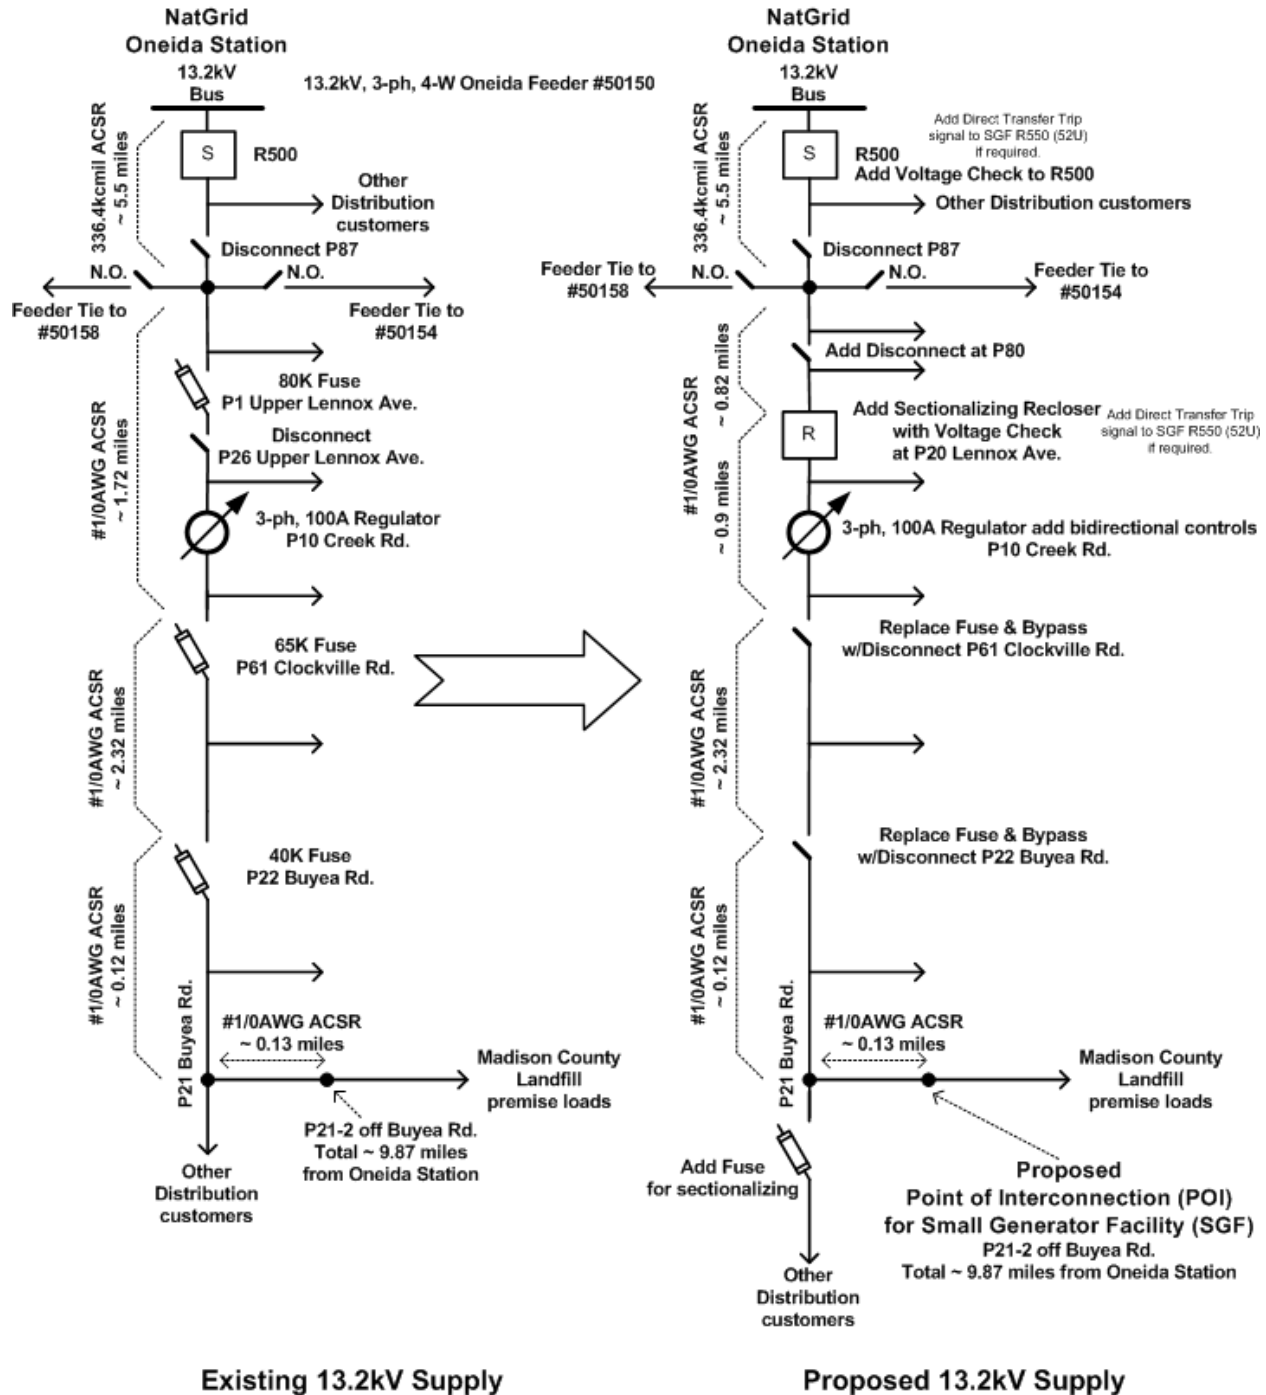 NatGrid
Oneida Station
13.2kV
Bus
13.2kV, 3-ph, 4-W Oneida Feeder #50150
336.4kcmil ACSR
~ 5.5 miles
S
R500
Other
Distribution
customers
Disconnect P87
N.O.
N.O.
Feeder Tie to
#50158
Feeder Tie to
#50154
#1/0AWG ACSR
~ 1.72 miles
80K Fuse
P1 Upper Lennox Ave.
Disconnect
P26 Upper Lennox Ave.
3-ph, 100A Regulator
P10 Creek Rd.
65K Fuse
P61 Clockville Rd.
#1/0AWG ACSR
~ 2.32 miles
40K Fuse
P22 Buyea Rd.
#1/0AWG ACSR
~ 0.12 miles
P21 Buyea Rd.
#1/0AWG ACSR
~ 0.13 miles
Madison County
Landfill
premise loads
P21-2 off Buyea Rd.
Total ~ 9.87 miles
from Oneida Station
Other
Distribution
customers
Existing 13.2kV Supply
NatGrid
Oneida Station
13.2kV
Bus
336.4kcmil ACSR
~ 5.5 miles
S
Add Direct Transfer Trip
signal to SGF R550 (52U)
if required.
R500
Add Voltage Check to R500
Other Distribution customers
Disconnect P87
N.O.
N.O.
Feeder Tie to
#50158
Feeder Tie to
#50154
Add Disconnect at P80
#1/0AWG ACSR
~ 0.82 miles
~ 0.9 miles
R
Add Sectionalizing Recloser
with Voltage Check
at P20 Lennox Ave.
Add Direct Transfer Trip
signal to SGF R550 (52U)
if required.
3-ph, 100A Regulator add bidirectional controls
P10 Creek Rd.
Replace Fuse & Bypass
w/Disconnect P61 Clockville Rd.
#1/0AWG ACSR
~ 2.32 miles
Replace Fuse & Bypass
w/Disconnect P22 Buyea Rd.
#1/0AWG ACSR
~ 0.12 miles
P21 Buyea Rd.
#1/0AWG ACSR
~ 0.13 miles
Madison County
Landfill
premise loads
Add Fuse
for sectionalizing
Proposed
Point of Interconnection (POI)
for Small Generator Facility (SGF)
P21-2 off Buyea Rd.
Total ~ 9.87 miles from Oneida Station
Other
Distribution
customers
Proposed 13.2kV Supply